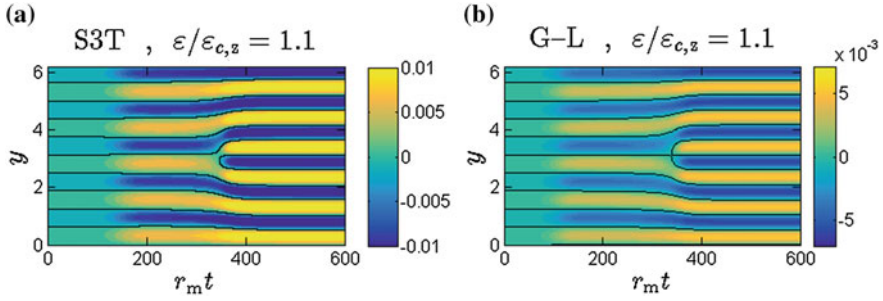 (a)
S3T , ε/ε_{c,z} = 1.1
6
4
2
0
y
0 200 400 600
r_m t
0.01
0.005
0
-0.005
-0.01
(b)
G–L , ε/ε_{c,z} = 1.1
6
4
2
0
y
0 200 400 600
r_m t
×10⁻³
5
0
-5